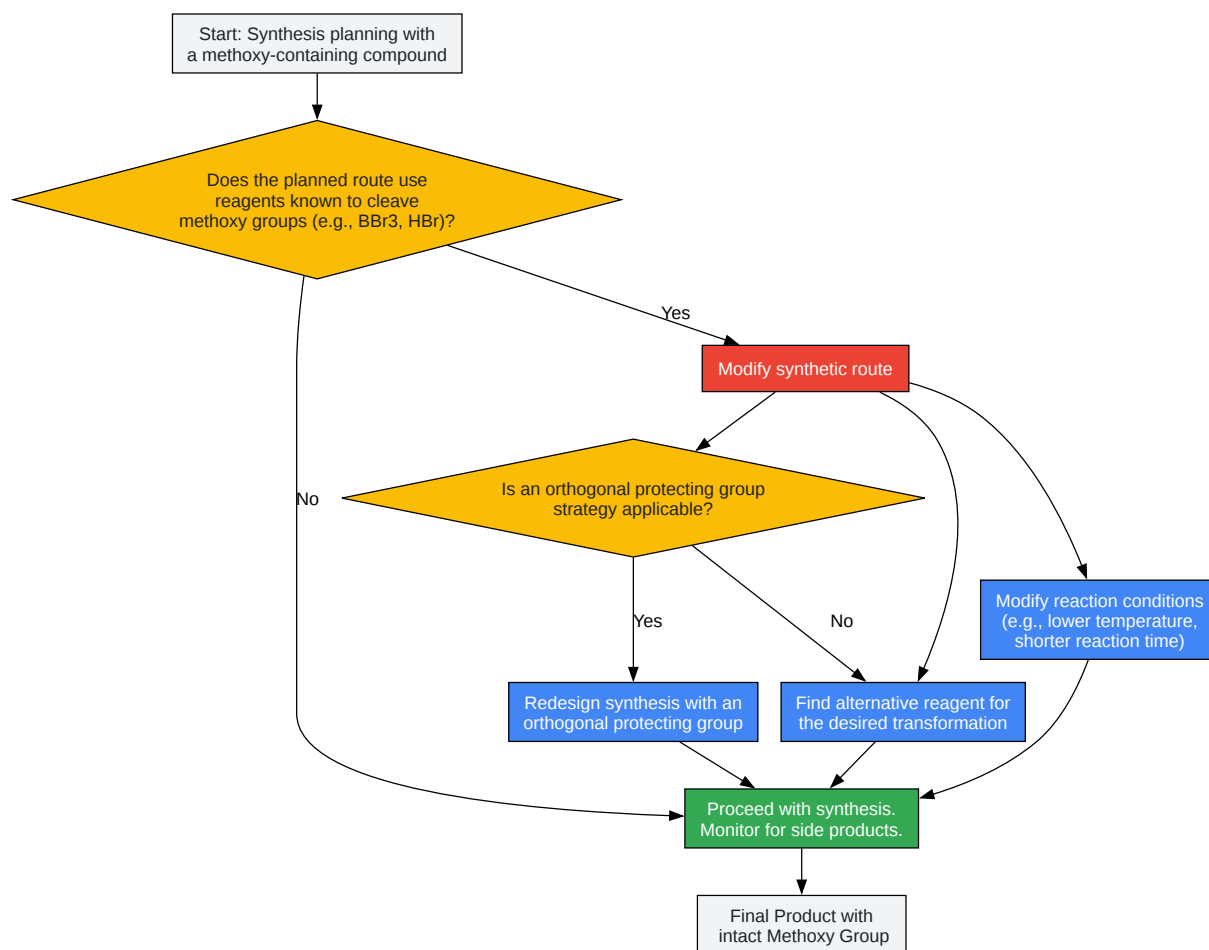 Start: Synthesis planning with
a methoxy-containing compound
Does the planned route use
reagents known to cleave
methoxy groups (e.g., BBr3, HBr)?
Yes
Modify synthetic route
No
Is an orthogonal protecting group
strategy applicable?
Modify reaction conditions
(e.g., lower temperature,
shorter reaction time)
Yes
No
Redesign synthesis with an
orthogonal protecting group
Find alternative reagent for
the desired transformation
Proceed with synthesis.
Monitor for side products.
Final Product with
intact Methoxy Group